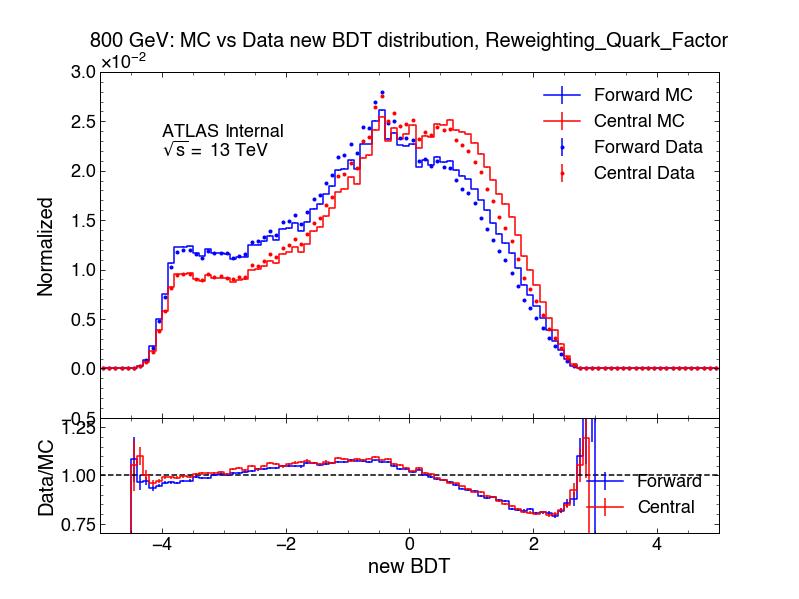 800 GeV: MC vs Data new BDT distribution, Reweighting_Quark_Factor
×10⁻²
3.0
2.5
2.0
1.5
1.0
0.5
0.0
−0.5
Normalized
ATLAS Internal
√s = 13 TeV
Forward MC
Central MC
Forward Data
Central Data
1.25
1.00
0.75
Data/MC
Forward
Central
−4 −2 0 2 4
new BDT